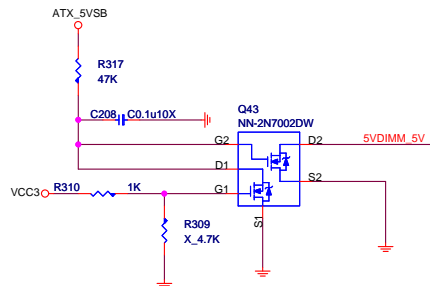 ATX_5VSB
R317
47K
C208 C0.1u10X
Q43
NN-2N7002DW
G2
D2
5VDIMM_5V
D1
S2
VCC3
R310
1K
G1
S1
R309
X_4.7K